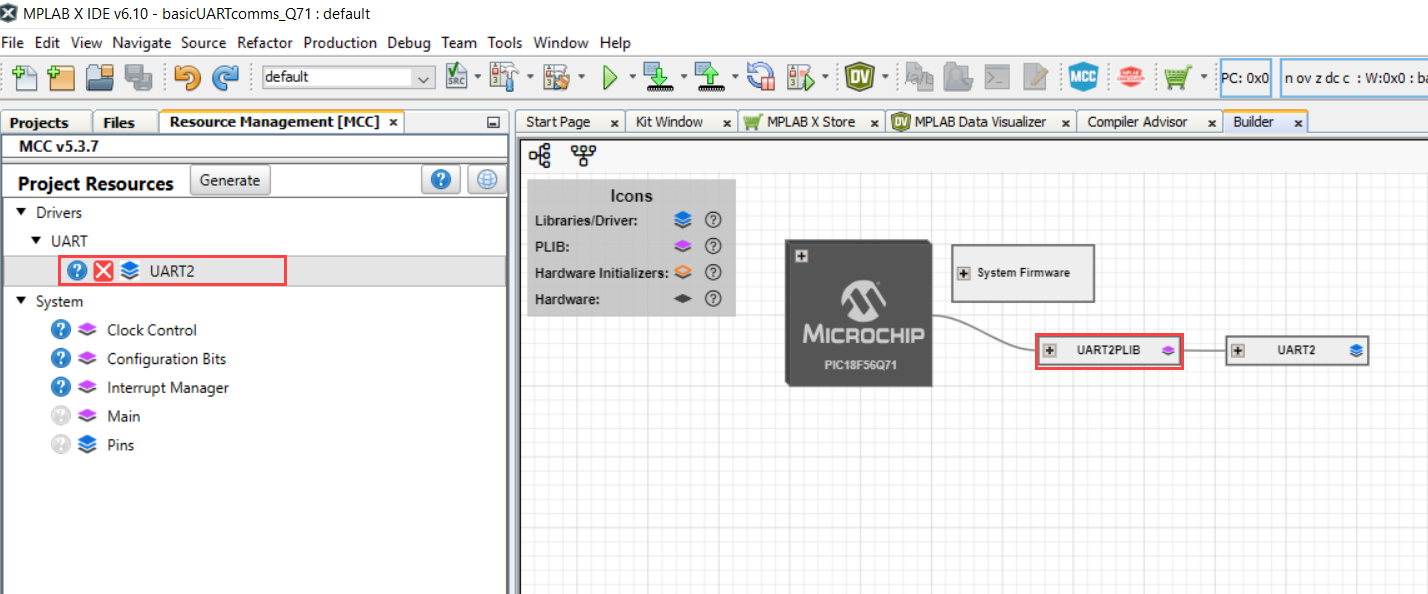 MPLAB X IDE v6.10 - basicUARTcomms_Q71 : default
File Edit View Navigate Source Refactor Production Debug Team Tools Window Help
default
SRC
DV
MCC
PC: 0x0
n ov z dc c : W:0x0 : ba
Projects
Files
Resource Management [MCC] ×
MCC v5.3.7
Project Resources
Generate
Drivers
UART
UART2
System
Clock Control
Configuration Bits
Interrupt Manager
Main
Pins
Start Page ×
Kit Window ×
MPLAB X Store ×
DV MPLAB Data Visualizer ×
Compiler Advisor ×
Builder ×
Icons
Libraries/Driver: ?
PLIB: ?
Hardware Initializers: ?
Hardware: ?
MICROCHIP
PIC18F56Q71
System Firmware
UART2PLIB
UART2